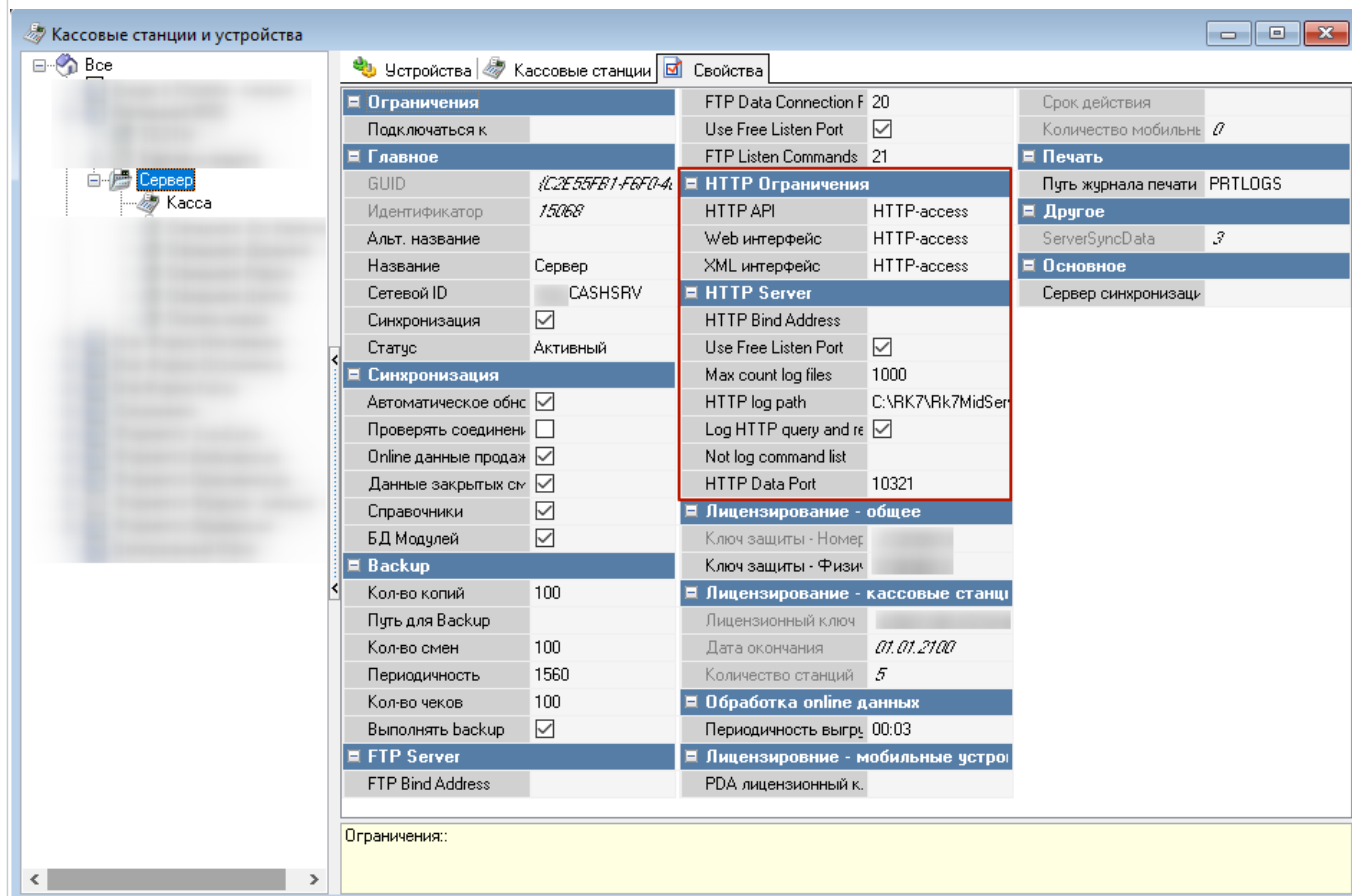 Кассовые станции и устройства
Все
Сервер
Касса
Устройства
Кассовые станции
Свойства
Ограничения
Подключаться к
Главное
GUID {C2E55FB1-F6F0-4
Идентификатор 15068
Альт. название
Название Сервер
Сетевой ID CASHSRV
Синхронизация
Статус Активный
Синхронизация
Автоматическое обнс
Проверять соединени
Online данные продаж
Данные закрытых см
Справочники
БД Модулей
Backup
Кол-во копий 100
Путь для Backup
Кол-во смен 100
Периодичность 1560
Кол-во чеков 100
Выполнять backup
FTP Server
FTP Bind Address
FTP Data Connection F 20
Use Free Listen Port
FTP Listen Commands 21
HTTP Ограничения
HTTP API HTTP-access
Web интерфейс HTTP-access
XML интерфейс HTTP-access
HTTP Server
HTTP Bind Address
Use Free Listen Port
Max count log files 1000
HTTP log path C:\RK7\Rk7MidSer
Log HTTP query and re
Not log command list
HTTP Data Port 10321
Лицензирование - общее
Ключ защиты - Номер
Ключ защиты - Физич
Лицензирование - кассовые станци
Лицензионный ключ
Дата окончания 01.01.2100
Количество станций 5
Обработка online данных
Периодичность выгру 00:03
Лицензировние - мобильные устрой
PDA лицензионный к.
Срок действия
Количество мобильнь 0
Печать
Путь журнала печати PRTLOGS
Другое
ServerSyncData 3
Основное
Сервер синхронизаци
Ограничения::